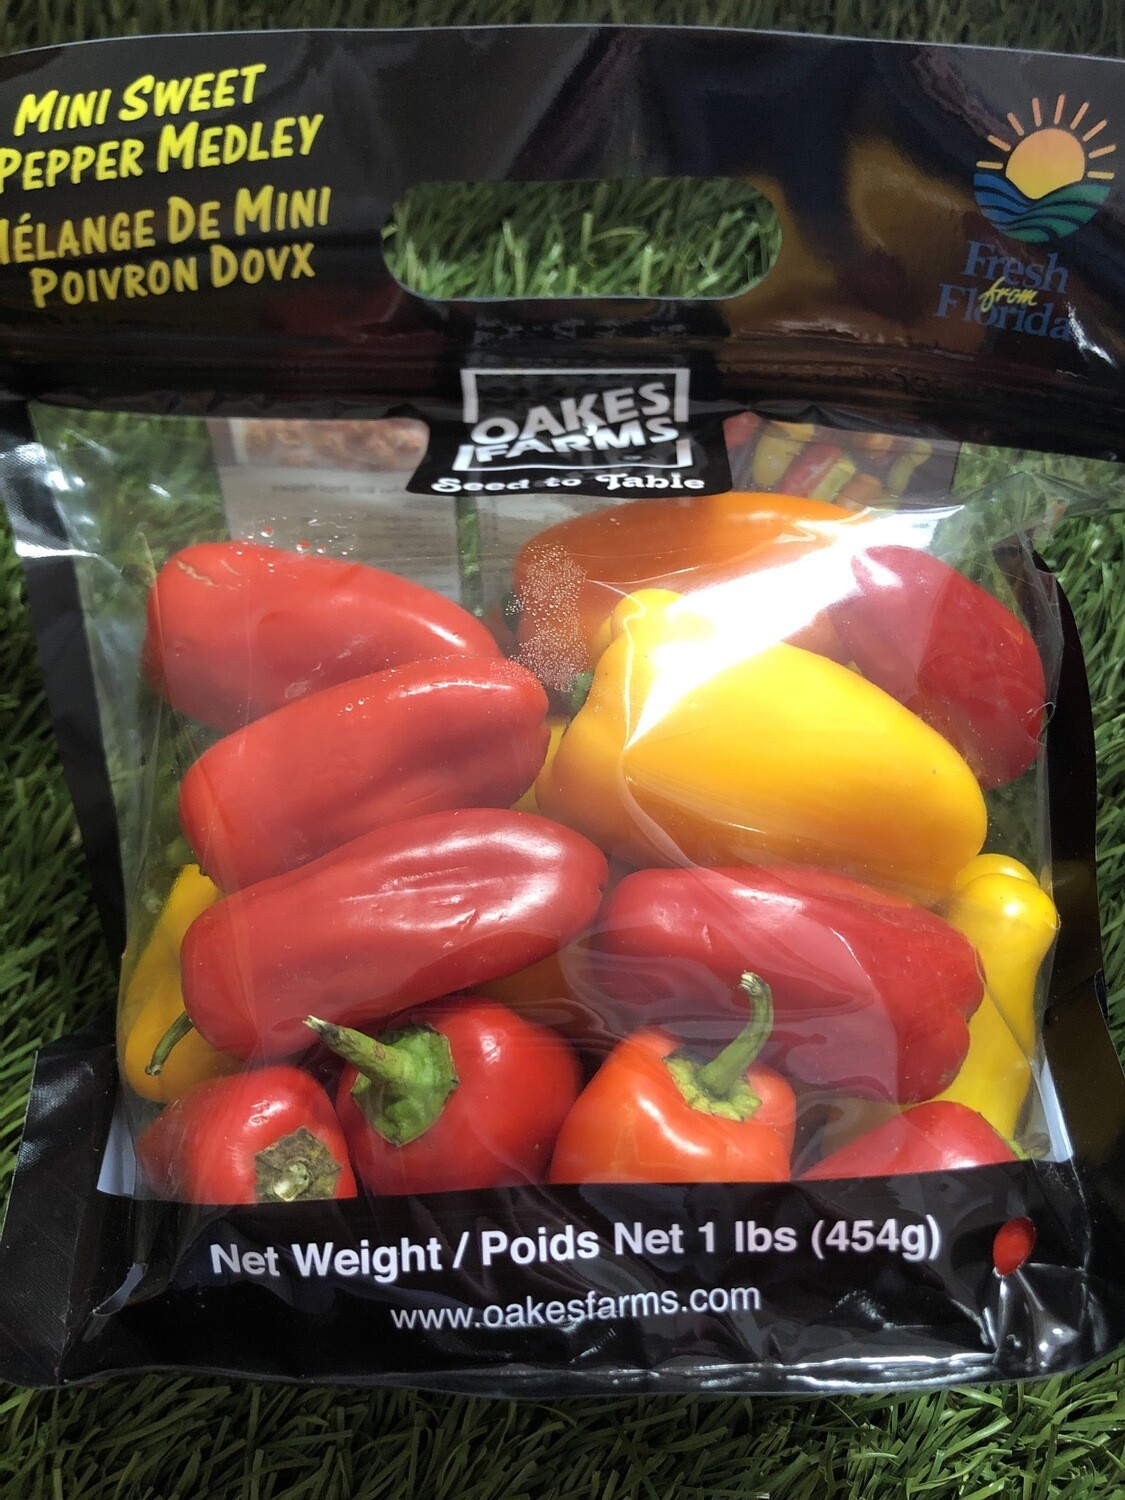 MINI SWEET
PEPPER MEDLEY
MÉLANGE DE MINI
POIVRON DOVX
Fresh
from
Florida
OAKES
FARMS
Seed to Table
Net Weight / Poids Net 1 lbs (454g)
www.oakesfarms.com